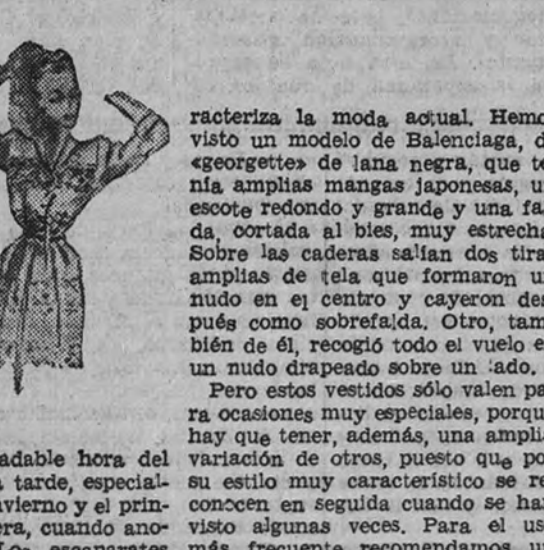 adable hora del
tarde, especial-
nvierno y el prin-
era, cuando ano-
escaparates
racteriza la moda actual. Hemo
visto un modelo de Balenciaga, d
«georgette» de lana negra, que te
nía amplias mangas japonesas, u
escote redondo y grande y una fa
da, cortada al bies, muy estrecha
Sobre las caderas salían dos tira
amplias de tela que formaron u
nudo en el centro y cayeron des
pués como sobrefalda. Otro, tam
bién de él, recogió todo el vuelo e
un nudo drapeado sobre un lado.
Pero estos vestidos sólo valen pa
ra ocasiones muy especiales, porqu
hay que tener, además, una ampli
variación de otros, puesto que po
su estilo muy característico se re
conocen en seguida cuando se ha
visto algunas veces. Para el us
más frecuente recomendamos u